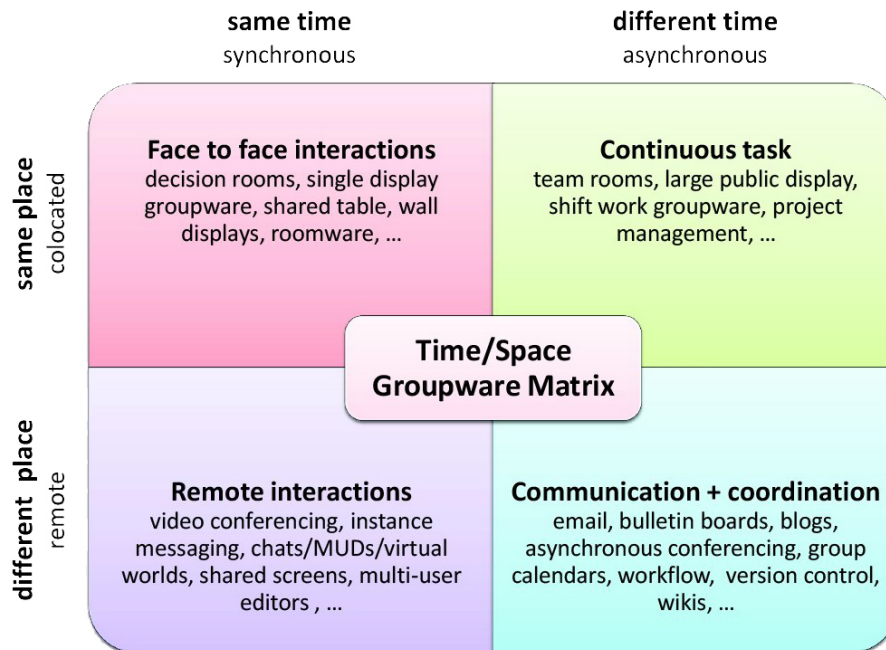 same time
synchronous
different time
asynchronous
same place
colocated
Face to face interactions
decision rooms, single display
groupware, shared table, wall
displays, roomware, ...
Continuous task
team rooms, large public display,
shift work groupware, project
management, ...
Time/Space
Groupware Matrix
different place
remote
Remote interactions
video conferencing, instance
messaging, chats/MUDs/virtual
worlds, shared screens, multi-user
editors , ...
Communication + coordination
email, bulletin boards, blogs,
asynchronous conferencing, group
calendars, workflow, version control,
wikis, ...